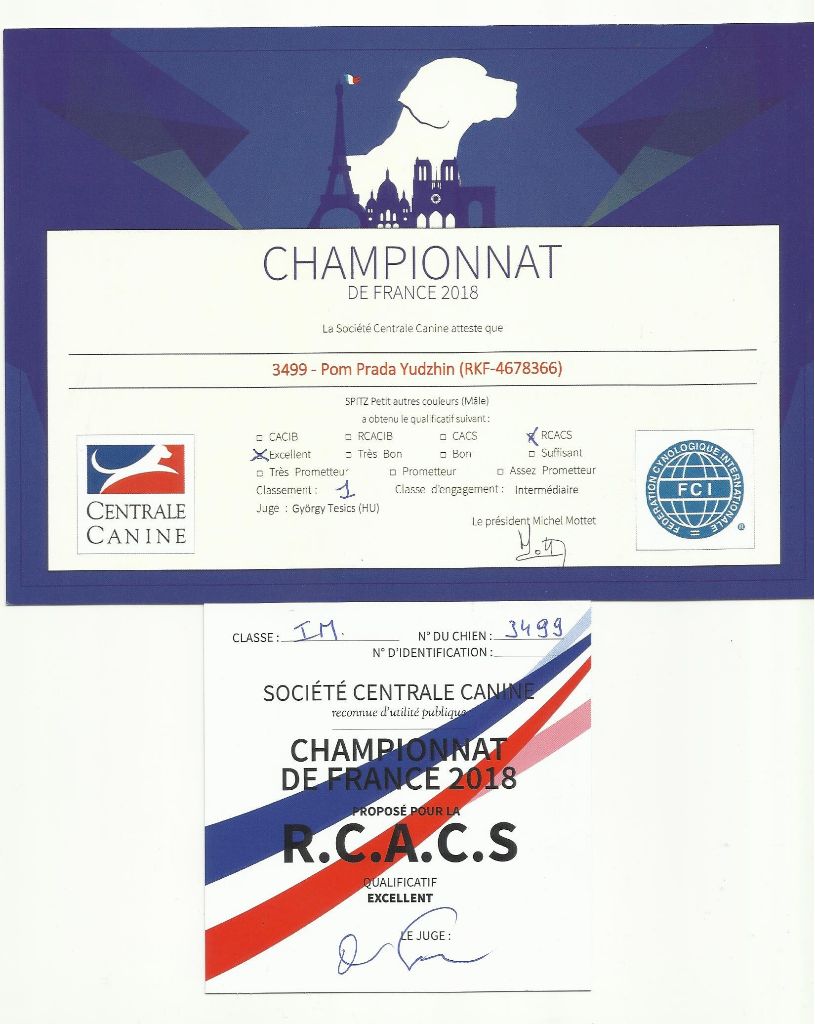 CHAMPIONNAT
DE FRANCE 2018
La Société Centrale Canine atteste que
3499 - Pom Prada Yudzhin (RKF-4678366)
SPITZ Petit autres couleurs (Mâle)
a obtenu le qualificatif suivant :
CACIB RCACIB CACS RCACS
Excellent Très Bon Bon Suffisant
Très Prometteur Prometteur Assez Prometteur
Classement : 1 Classe d'engagement : Intermédiaire
Juge : György Tesics (HU)
Le président Michel Mottet
CENTRALE
CANINE
FEDERATION CYNOLOGIQUE INTERNATIONALE
FCI
CLASSE : IM. N° DU CHIEN : 3499
N° D'IDENTIFICATION :
SOCIÉTÉ CENTRALE CANINE
reconnue d'utilité publique
CHAMPIONNAT
DE FRANCE 2018
PROPOSÉ POUR LA
R.C.A.C.S
QUALIFICATIF
EXCELLENT
LE JUGE :